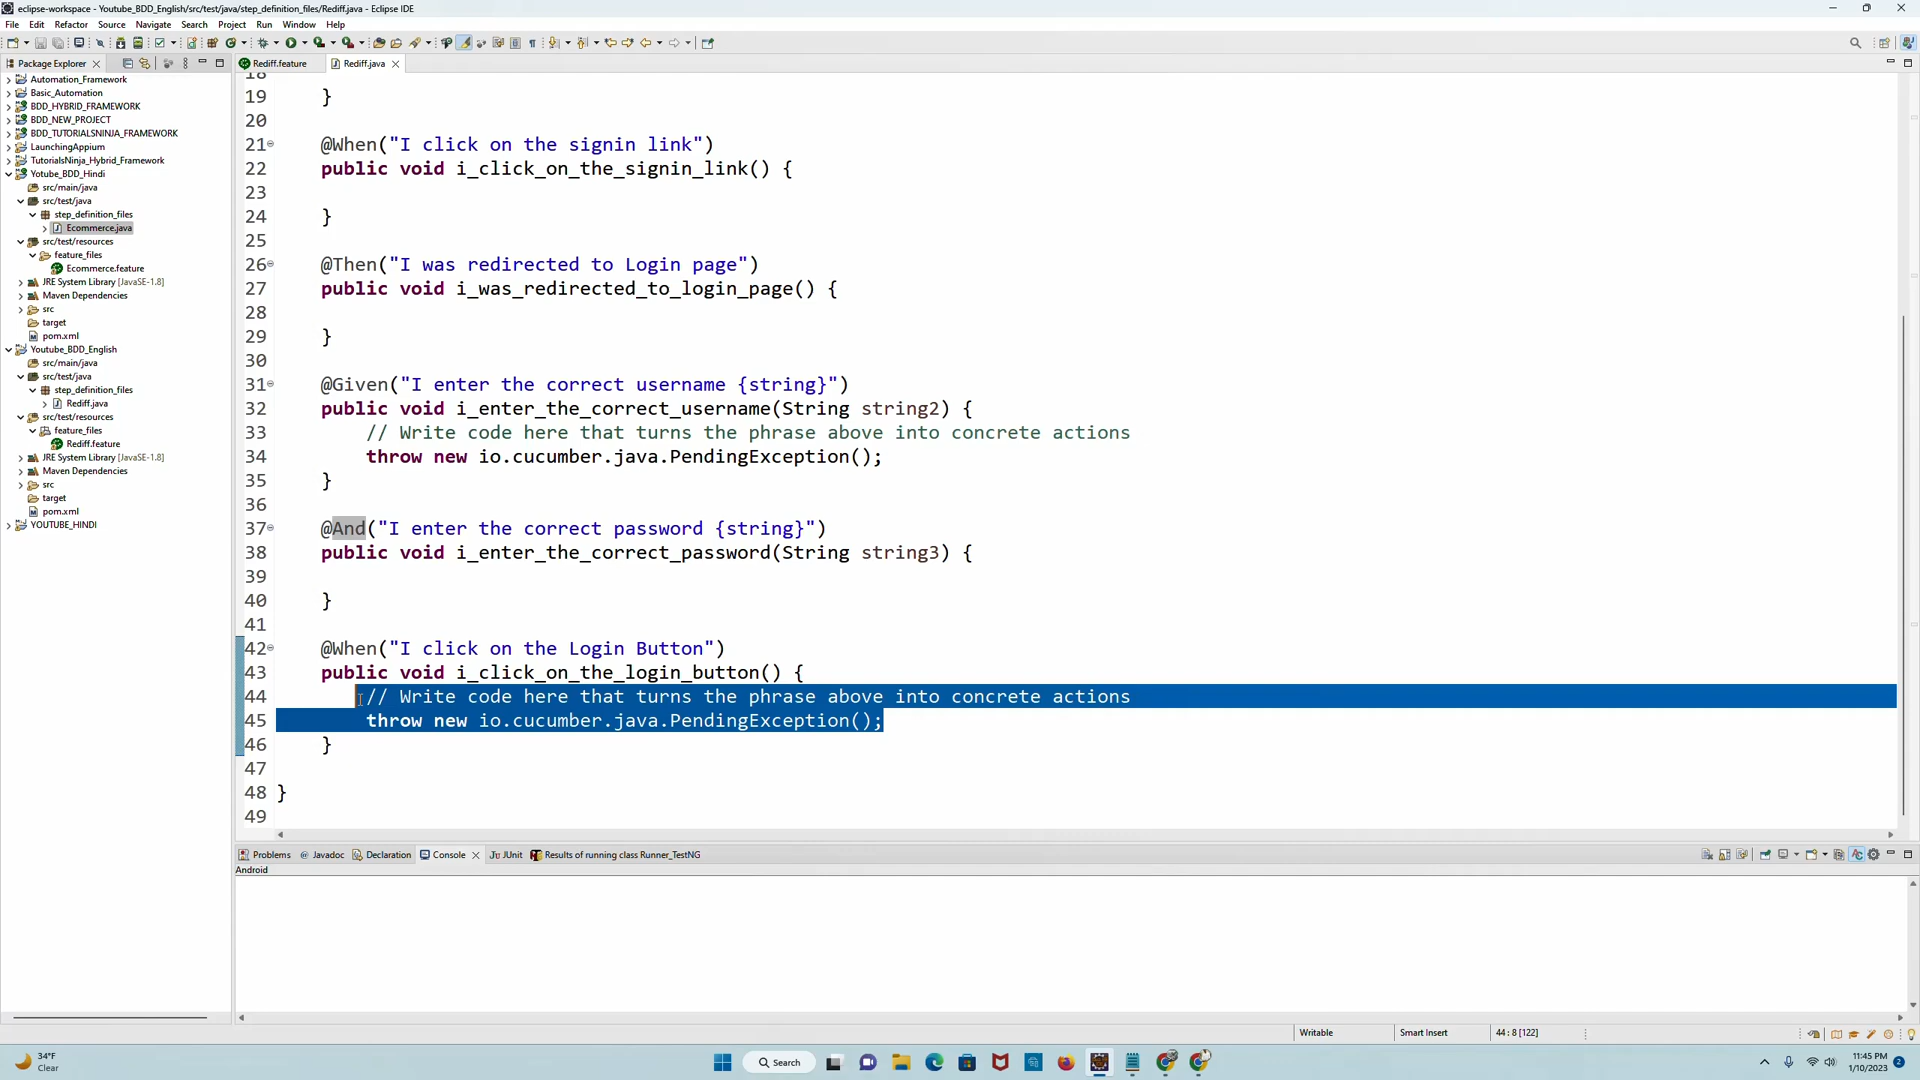 eclipse-workspace - Youtube_BDD_English/src/test/java/step_definition_files/Rediff.java - Eclipse IDE
File Edit Refactor Source Navigate Search Project Run Window Help
Package Explorer
Rediff.feature Rediff.java
Automation_Framework
Basic_Automation
BDD_HYBRID_FRAMEWORK
BDD_NEW_PROJECT
BDD_TUTORIALSNINJA_FRAMEWORK
LaunchingAppium
TutorialsNinja_Hybrid_Framework
Yotube_BDD_Hindi
src/main/java
src/test/java
step_definition_files
Ecommerce.java
src/test/resources
feature_files
Ecommerce.feature
JRE System Library [JavaSE-1.8]
Maven Dependencies
src
target
pom.xml
Youtube_BDD_English
src/main/java
src/test/java
step_definition_files
Rediff.java
src/test/resources
feature_files
Rediff.feature
JRE System Library [JavaSE-1.8]
Maven Dependencies
src
target
pom.xml
YOUTUBE_HINDI
18
19 }
20
21 @When("I click on the signin link")
22 public void i_click_on_the_signin_link() {
23
24 }
25
26 @Then("I was redirected to Login page")
27 public void i_was_redirected_to_login_page() {
28
29 }
30
31 @Given("I enter the correct username {string}")
32 public void i_enter_the_correct_username(String string2) {
33 // Write code here that turns the phrase above into concrete actions
34 throw new io.cucumber.java.PendingException();
35 }
36
37 @And("I enter the correct password {string}")
38 public void i_enter_the_correct_password(String string3) {
39
40 }
41
42 @When("I click on the Login Button")
43 public void i_click_on_the_login_button() {
44 // Write code here that turns the phrase above into concrete actions
45 throw new io.cucumber.java.PendingException();
46 }
47
48 }
49
Problems Javadoc Declaration Console JUnit Results of running class Runner_TestNG
Android
Writable Smart Insert 44 : 8 [122]
34°F
Clear
Search
11:45 PM
1/10/2023
2